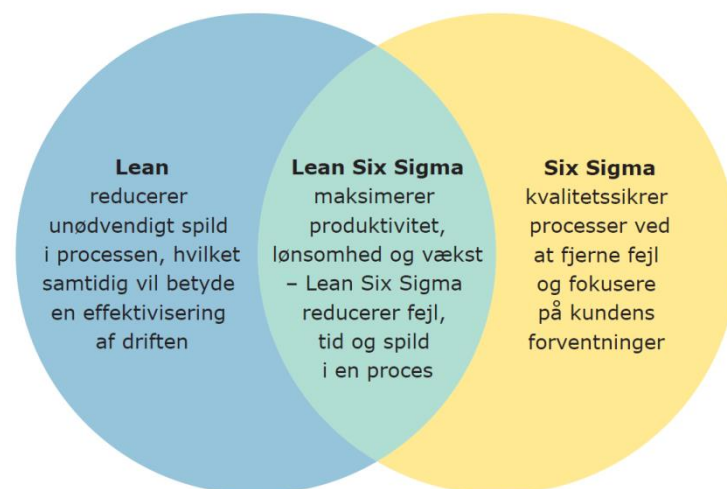 Lean
reducerer
unødvendigt spild
i processen, hvilket
samtidig vil betyde
en effektivisering
af driften
Lean Six Sigma
maksimerer
produktivitet,
lønsomhed og vækst
– Lean Six Sigma
reducerer fejl,
tid og spild
i en proces
Six Sigma
kvalitetssikrer
processer ved
at fjerne fejl
og fokusere
på kundens
forventninger